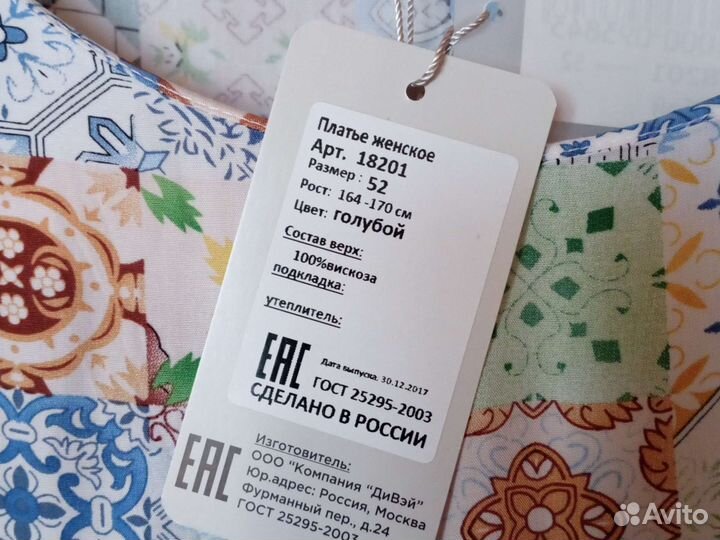 Платье женское
Арт. 18201
Размер : 52
Рост: 164 -170 см
Цвет: голубой
Состав верх:
100%вискоза
подкладка:
утеплитель:
EAC
Дата выпуска: 30.12.2017
ГОСТ 25295-2003
СДЕЛАНО В РОССИИ
EAC
Изготовитель:
ООО "Компания "ДиВэй"
Юр.адрес: Россия, Москва
Фурманный пер., д.24
ГОСТ 25295-2003
Avito